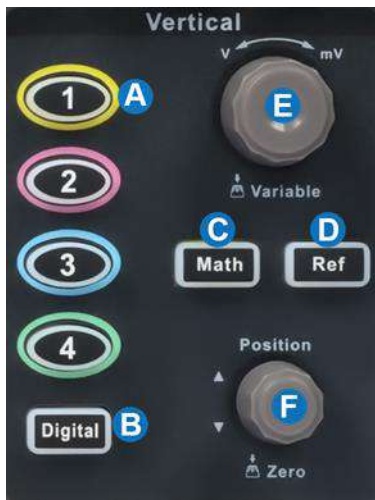 Vertical
V mV
1 A
E
2
Variable
C D
3 Math Ref
4 Position
F
Digital B
Zero